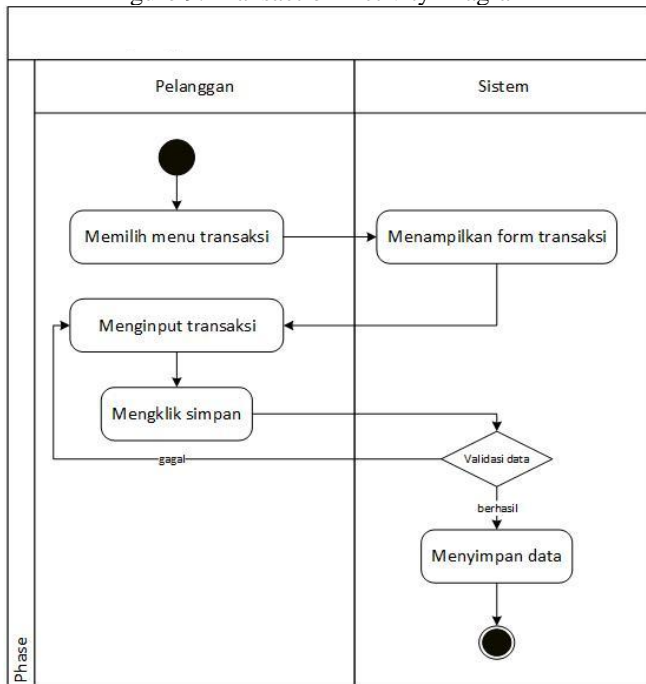 Pelanggan
Sistem
Memilih menu transaksi
Menampilkan form transaksi
Menginput transaksi
Mengklik simpan
Validasi data
gagal
berhasil
Menyimpan data
Phase